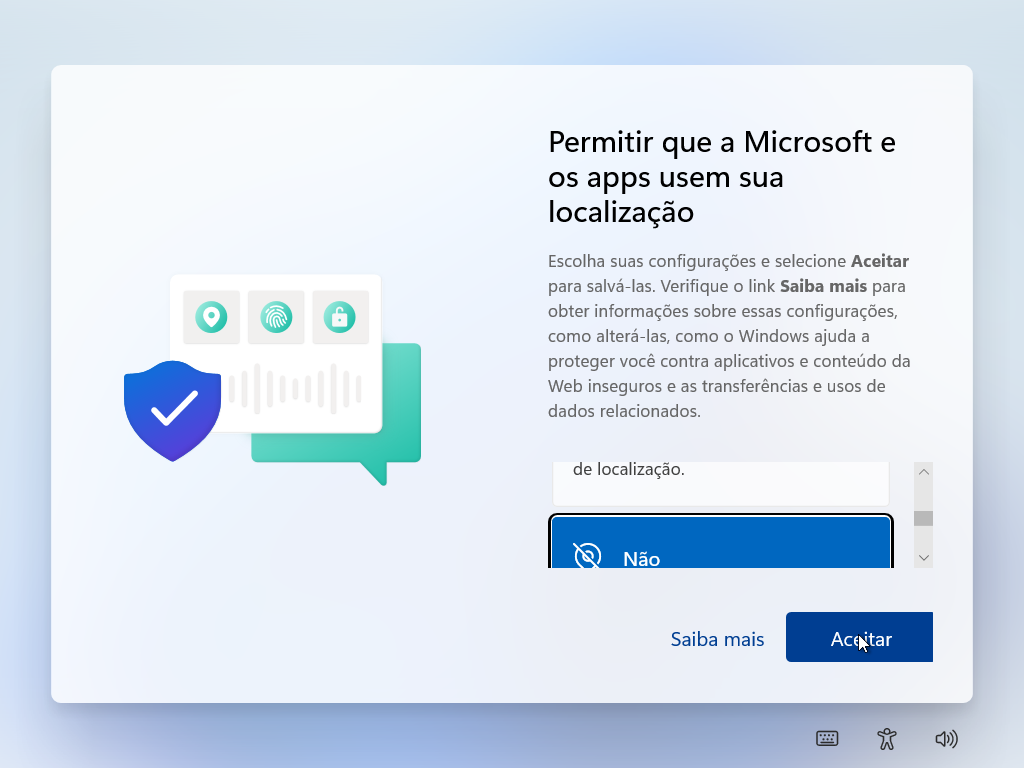 Permitir que a Microsoft e
os apps usem sua
localização
Escolha suas configurações e selecione Aceitar
para salvá-las. Verifique o link Saiba mais para
obter informações sobre essas configurações,
como alterá-las, como o Windows ajuda a
proteger você contra aplicativos e conteúdo da
Web inseguros e as transferências e usos de
dados relacionados.
de localização.
Não
Saiba mais
Aceitar